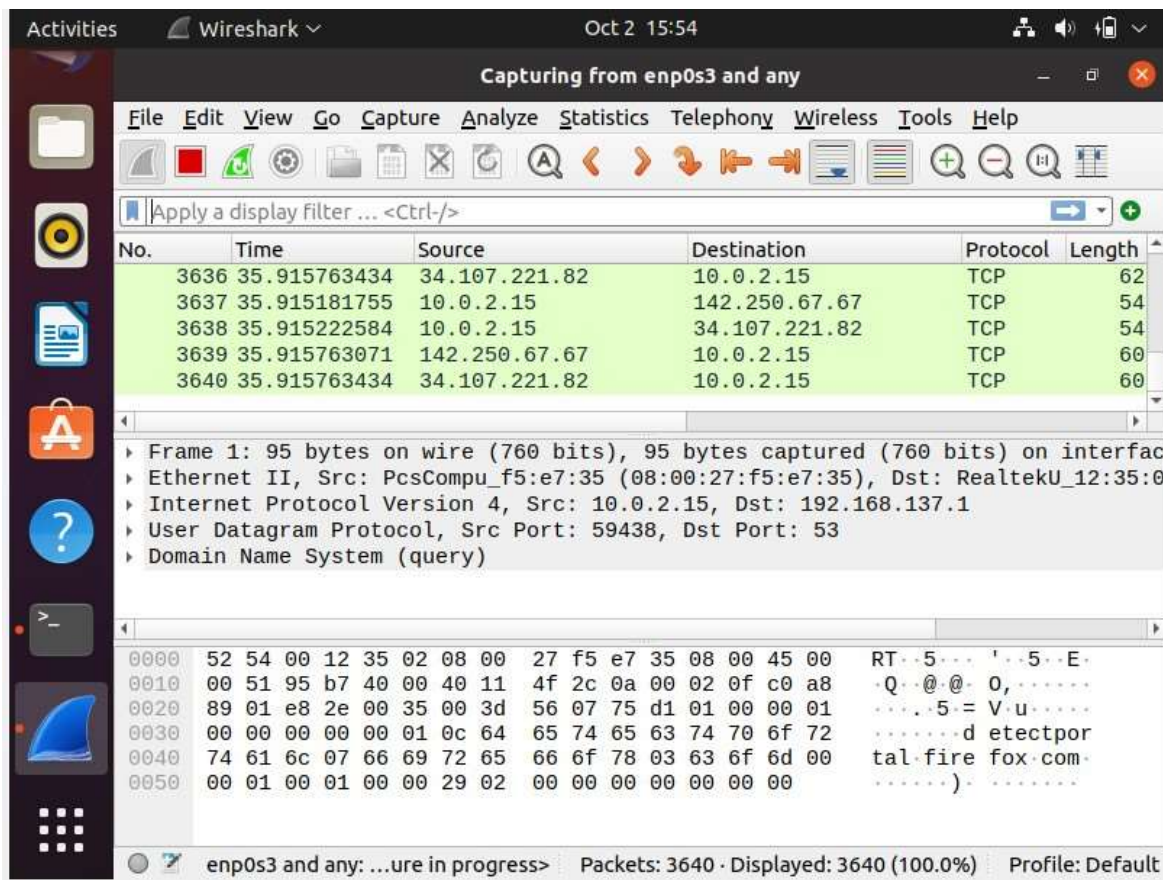 Activities Wireshark Oct 2 15:54
Capturing from enp0s3 and any
File Edit View Go Capture Analyze Statistics Telephony Wireless Tools Help
Apply a display filter … <Ctrl-/>
No. Time Source Destination Protocol Length
3636 35.915763434 34.107.221.82 10.0.2.15 TCP 62
3637 35.915181755 10.0.2.15 142.250.67.67 TCP 54
3638 35.915222584 10.0.2.15 34.107.221.82 TCP 54
3639 35.915763071 142.250.67.67 10.0.2.15 TCP 60
3640 35.915763434 34.107.221.82 10.0.2.15 TCP 60
Frame 1: 95 bytes on wire (760 bits), 95 bytes captured (760 bits) on interfac
Ethernet II, Src: PcsCompu_f5:e7:35 (08:00:27:f5:e7:35), Dst: RealtekU_12:35:0
Internet Protocol Version 4, Src: 10.0.2.15, Dst: 192.168.137.1
User Datagram Protocol, Src Port: 59438, Dst Port: 53
Domain Name System (query)
0000 52 54 00 12 35 02 08 00 27 f5 e7 35 08 00 45 00 RT··5··· '··5··E·
0010 00 51 95 b7 40 00 40 11 4f 2c 0a 00 02 0f c0 a8 ·Q··@·@· O,······
0020 89 01 e8 2e 00 35 00 3d 56 07 75 d1 01 00 00 01 ···.·5·= V·u·····
0030 00 00 00 00 00 01 0c 64 65 74 65 63 74 70 6f 72 ·······d etectpor
0040 74 61 6c 07 66 69 72 65 66 6f 78 03 63 6f 6d 00 tal·fire fox·com·
0050 00 01 00 01 00 00 29 02 00 00 00 00 00 00 00 ······)· ·······
enp0s3 and any: …ure in progress> Packets: 3640 · Displayed: 3640 (100.0%) Profile: Default